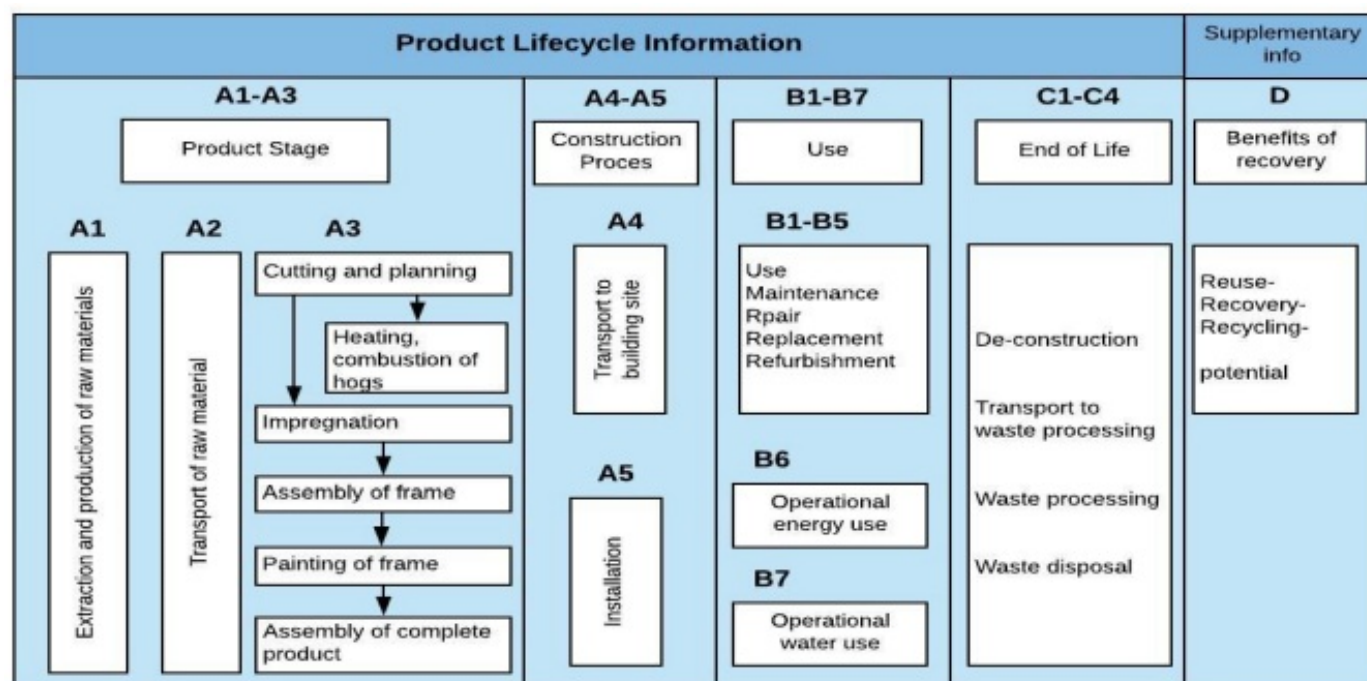 Product Lifecycle Information
Supplementary
info
A1-A3
Product Stage
A1
Extraction and production of raw materials
A2
Transport of raw material
A3
Cutting and planning
Heating,
combustion of
hogs
Impregnation
Assembly of frame
Painting of frame
Assembly of complete
product
A4-A5
Construction
Proces
A4
Transport to
building site
A5
Installation
B1-B7
Use
B1-B5
Use
Maintenance
Rpair
Replacement
Refurbishment
B6
Operational
energy use
B7
Operational
water use
C1-C4
End of Life
De-construction
Transport to
waste processing
Waste processing
Waste disposal
D
Benefits of
recovery
Reuse-
Recovery-
Recycling-
potential